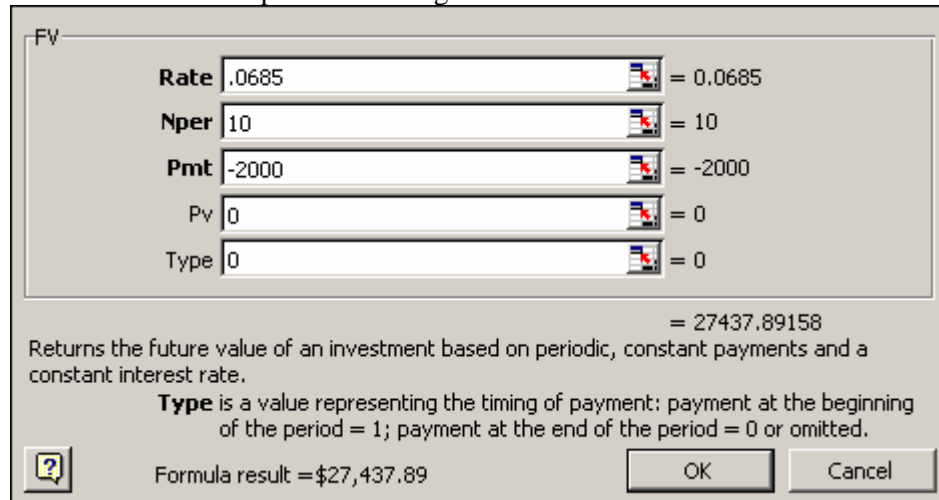 FV
Rate .0685 = 0.0685
Nper 10 = 10
Pmt -2000 = -2000
Pv 0 = 0
Type 0 = 0
= 27437.89158
Returns the future value of an investment based on periodic, constant payments and a
constant interest rate.
Type is a value representing the timing of payment: payment at the beginning
of the period = 1; payment at the end of the period = 0 or omitted.
? Formula result =$27,437.89 OK Cancel